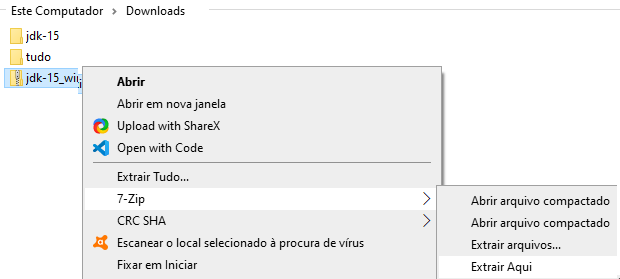 Este Computador > Downloads
jdk-15
tudo
jdk-15_win
Abrir
Abrir em nova janela
Upload with ShareX
Open with Code
Extrair Tudo...
7-Zip
CRC SHA
Escanear o local selecionado à procura de vírus
Fixar em Iniciar
Abrir arquivo compactado
Abrir arquivo compactado
Extrair arquivos...
Extrair Aqui